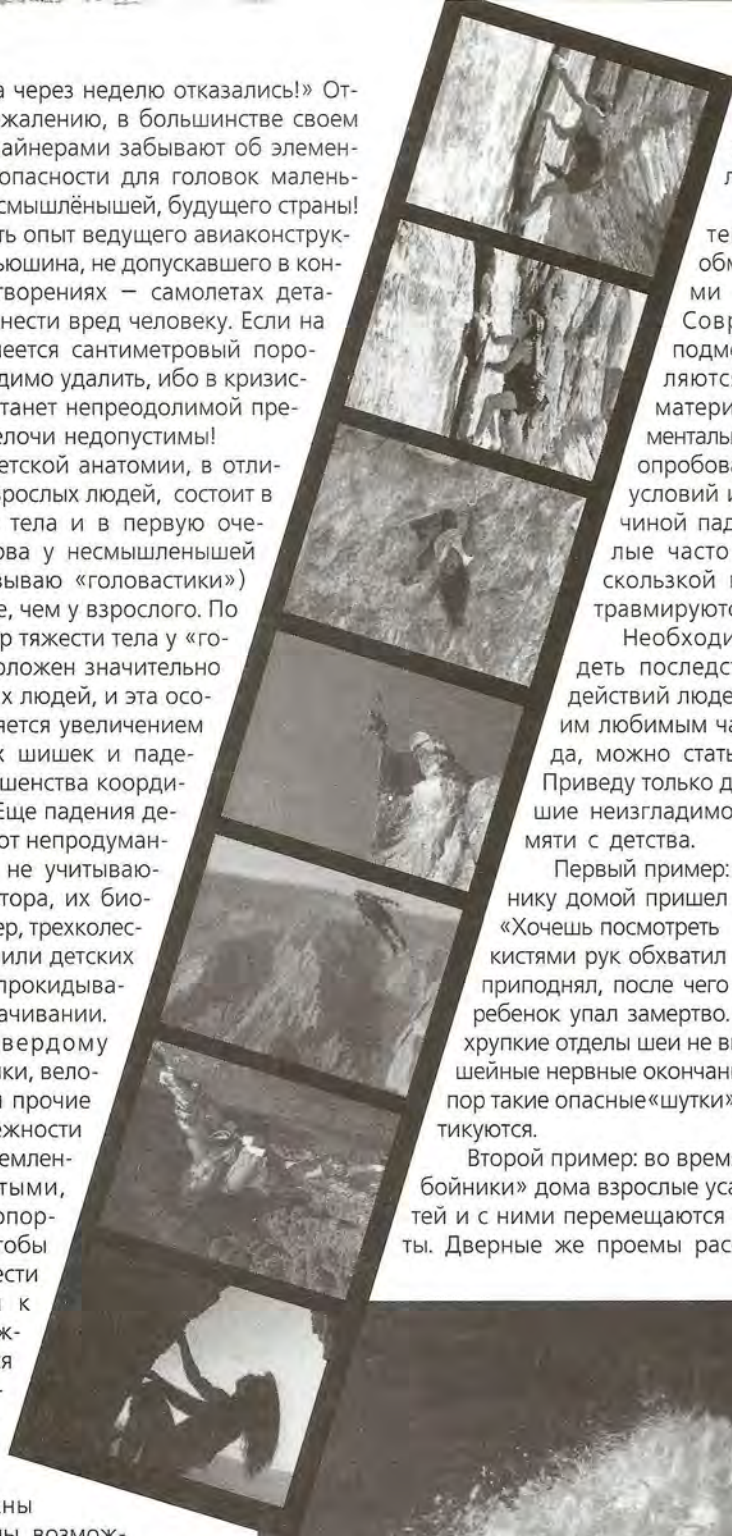 а через неделю отказались!» От-
жалению, в большинстве своем
айнерами забывают об элемен-
опасности для головок малень-
смышлёнышей, будущего страны!
ть опыт ведущего авиаконструк-
ьюшина, не допускавшего в кон-
творениях – самолетах дета-
нести вред человеку. Если на
меется сантиметровый поро-
димо удалить, ибо в кризис-
танет непреодолимой пре-
елочи недопустимы!
етской анатомии, в отли-
зрослых людей, состоит в
тела и в первую оче-
ова у несмышленышей
зываю «головастики»)
е, чем у взрослого. По
р тяжести тела у «го-
оложен значительно
х людей, и эта осо-
яется увеличением
х шишек и паде-
шенства коорди-
Еще падения де-
от непродуман-
не учитываю-
тора, их био-
ер, трехколес-
или детских
прокидыва-
ачивании.
вердому
нки, вело-
и прочие
ежности
емлен-
тыми,
опор-
тобы
ести
к
ж-
я
-
ны
ны возмож-
л
те
обм
ми
Совр
подмо
ляются
матери
менталы
опробова
условий и
чиной пад
лые часто
скользкой
травмируютс
Необходи
деть последст
действий люде
им любимым ча
да, можно стать
Приведу только д
шие неизгладимо
мяти с детства.
Первый пример:
нику домой пришел
«Хочешь посмотреть
кистями рук обхватил
приподнял, после чего
ребенок упал замертво.
хрупкие отделы шеи не в
шейные нервные окончани
пор такие опасные«шутки»
тикуются.
Второй пример: во врем
бойники» дома взрослые уса
тей и с ними перемещаются
ты. Дверные же проемы рас